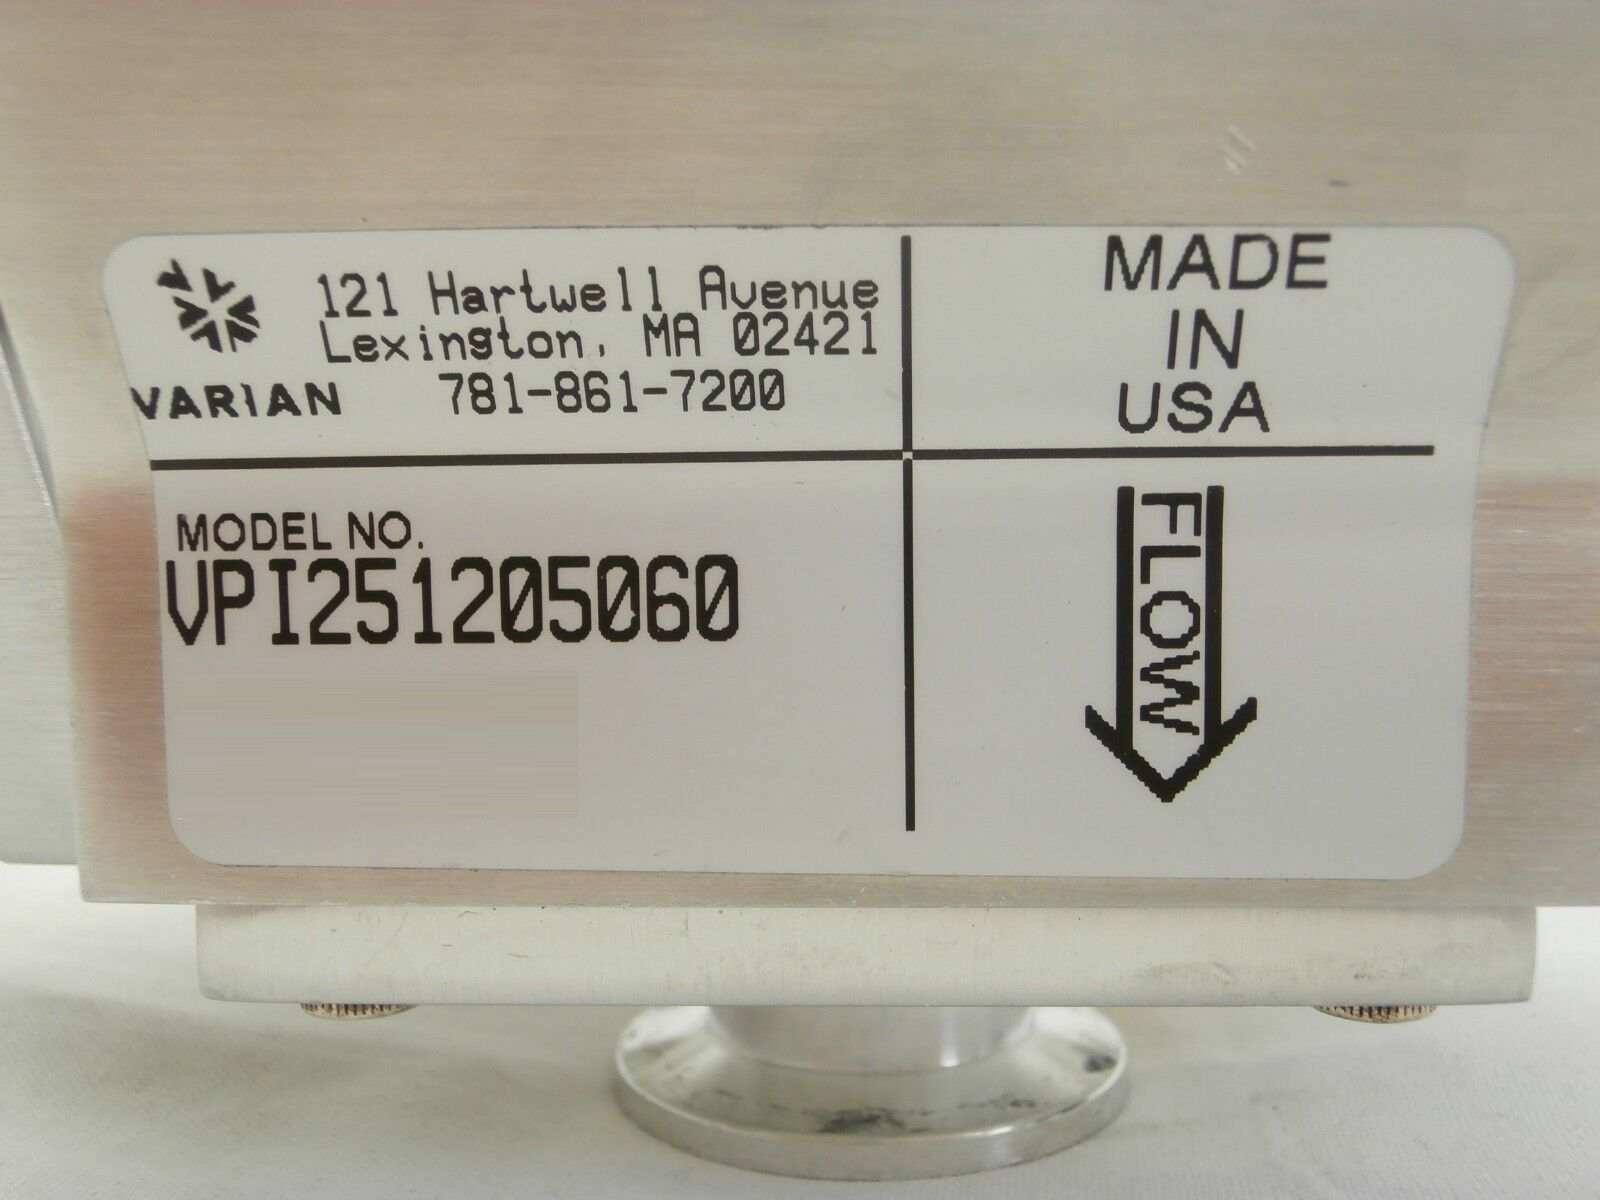 121 Hartwell Avenue
Lexington, MA 02421
VARIAN 781-861-7200
MADE
IN
USA
MODEL NO.
VPI251205060
FLOW